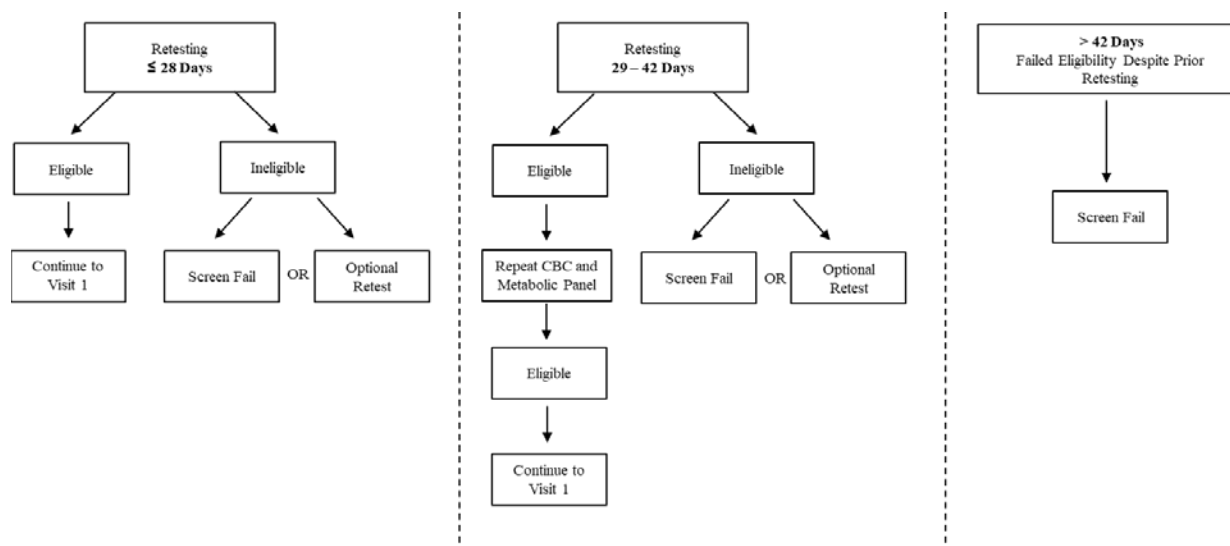 Retesting
≦ 28 Days
Eligible
Ineligible
Continue to
Visit 1
Screen Fail
OR
Optional
Retest
Retesting
29 – 42 Days
Eligible
Ineligible
Repeat CBC and
Metabolic Panel
Screen Fail
OR
Optional
Retest
Eligible
Continue to
Visit 1
> 42 Days
Failed Eligibility Despite Prior
Retesting
Screen Fail